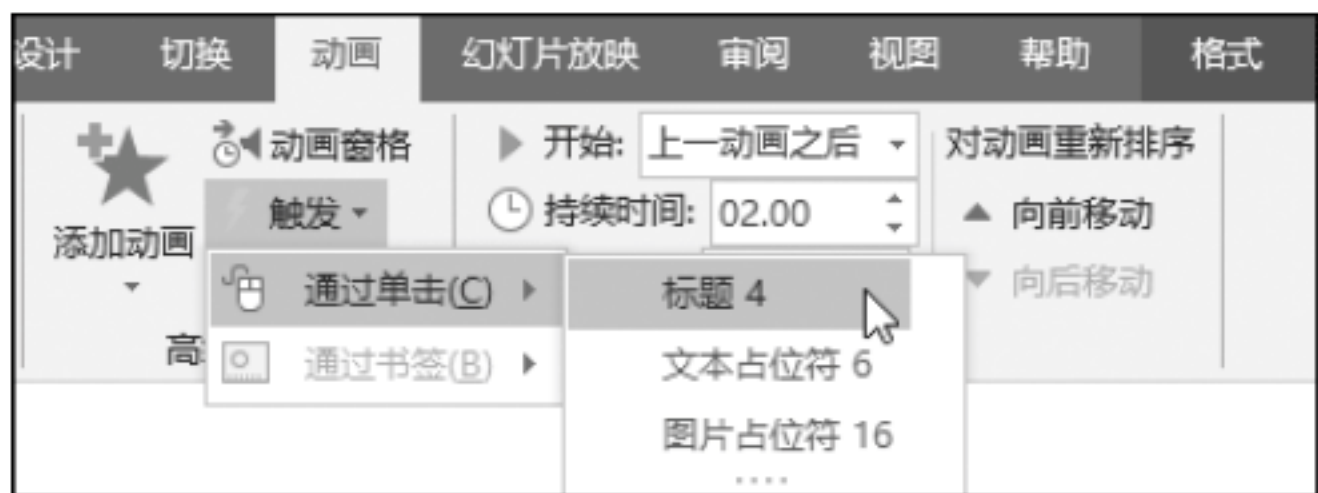 设计 切换 动画 幻灯片放映 审阅 视图 帮助 格式
动画窗格 开始: 上一动画之后 对动画重新排序
触发 持续时间: 02.00 向前移动
添加动画
通过单击(C) 标题 4 向后移动
高
通过书签(B) 文本占位符 6
图片占位符 16